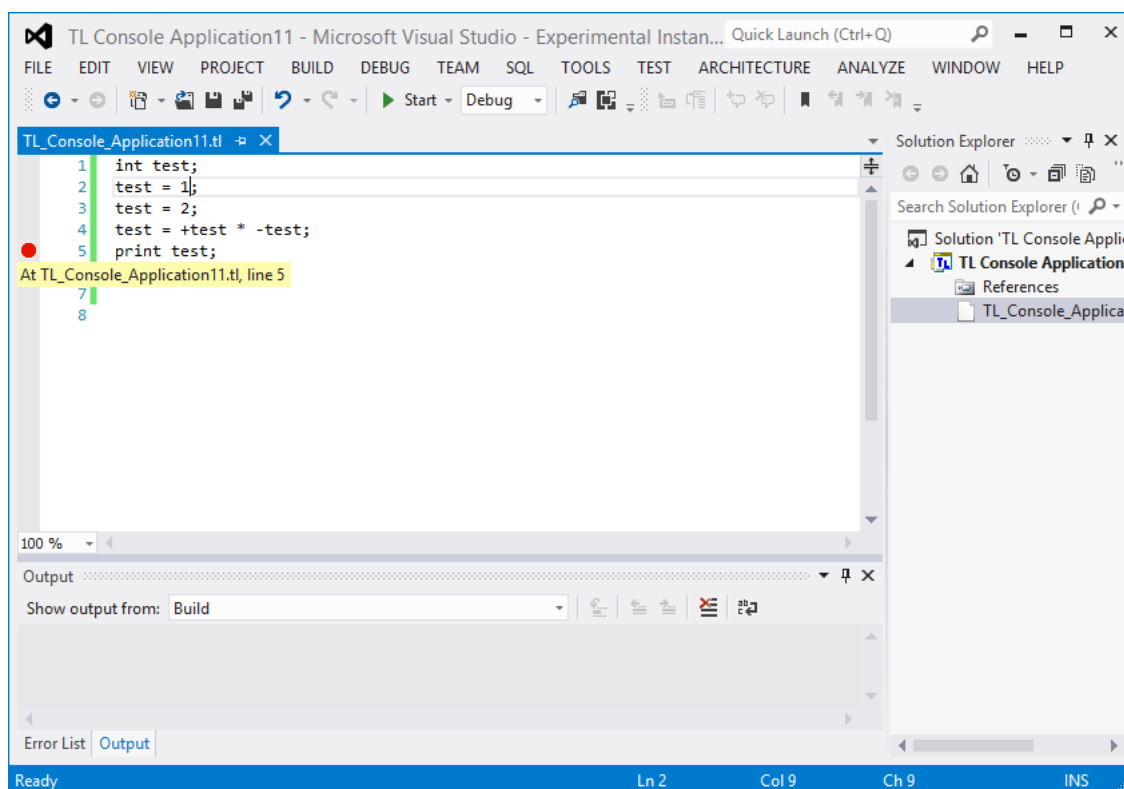 TL Console Application11 - Microsoft Visual Studio - Experimental Instan... Quick Launch (Ctrl+Q)
FILE EDIT VIEW PROJECT BUILD DEBUG TEAM SQL TOOLS TEST ARCHITECTURE ANALYZE WINDOW HELP
Start Debug
TL_Console_Application11.tl
1 int test;
2 test = 1;
3 test = 2;
4 test = +test * -test;
5 print test;
At TL_Console_Application11.tl, line 5
7
8
100 %
Solution Explorer
Search Solution Explorer (
Solution 'TL Console Appli
TL Console Application
References
TL_Console_Applica
Output
Show output from: Build
Error List Output
Ready Ln 2 Col 9 Ch 9 INS